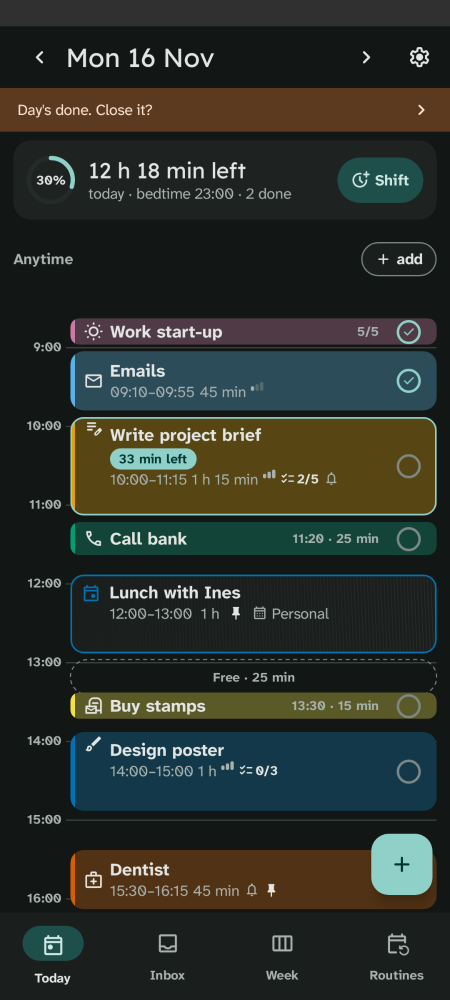 Mon 16 Nov
Day's done. Close it?
30%
12 h 18 min left
today · bedtime 23:00 · 2 done
Shift
Anytime
+ add
Work start-up 5/5
9:00
Emails
09:10–09:55 45 min
10:00
Write project brief
33 min left
10:00–11:15 1 h 15 min 2/5
11:00
Call bank 11:20 · 25 min
12:00
Lunch with Ines
12:00–13:00 1 h Personal
13:00
Free · 25 min
Buy stamps 13:30 · 15 min
14:00
Design poster
14:00–15:00 1 h 0/3
15:00
Dentist
15:30–16:15 45 min
16:00
Today Inbox Week Routines